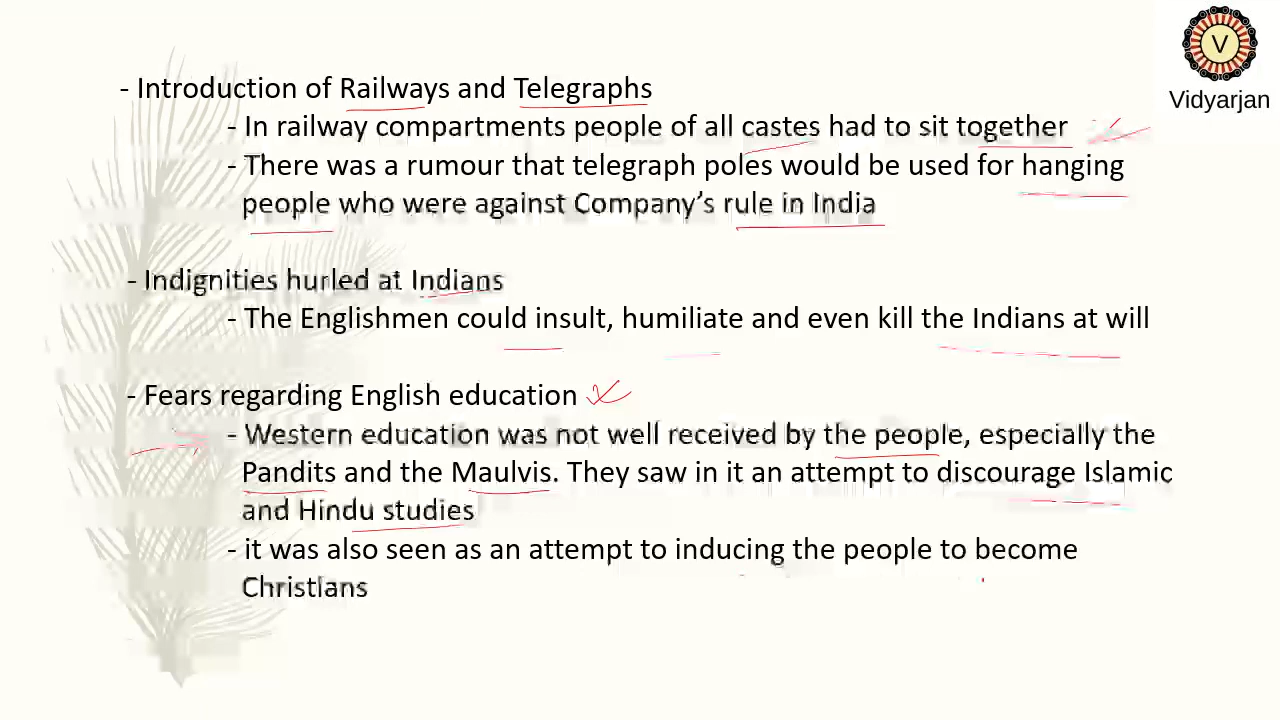 V
Vidyarjan
- Introduction of Railways and Telegraphs
- In railway compartments people of all castes had to sit together
- There was a rumour that telegraph poles would be used for hanging
people who were against Company's rule in India
- Indignities hurled at Indians
- The Englishmen could insult, humiliate and even kill the Indians at will
- Fears regarding English education
- Western education was not well received by the people, especially the
Pandits and the Maulvis. They saw in it an attempt to discourage Islamic
and Hindu studies
- it was also seen as an attempt to inducing the people to become
Christians